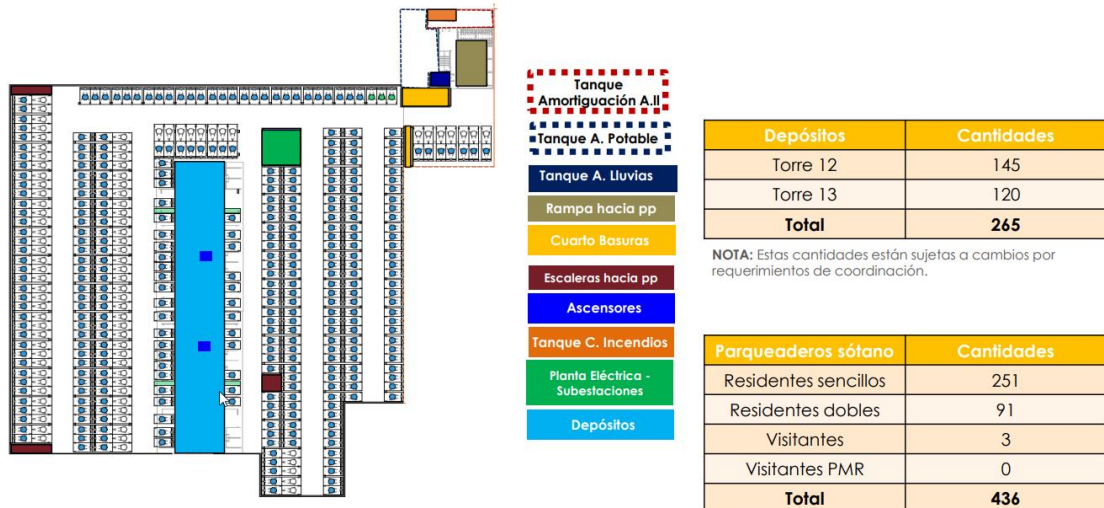 Tanque
Amortiguación A.ll
Tanque A. Potable
Tanque A. Lluvias
Rampa hacia pp
Cuarto Basuras
Escaleras hacia pp
Ascensores
Tanque C. Incendios
Planta Eléctrica -
Subestaciones
Depósitos
Depósitos Cantidades
Torre 12 145
Torre 13 120
Total 265
NOTA: Estas cantidades están sujetas a cambios por
requerimientos de coordinación.
Parqueaderos sótano Cantidades
Residentes sencillos 251
Residentes dobles 91
Visitantes 3
Visitantes PMR 0
Total 436